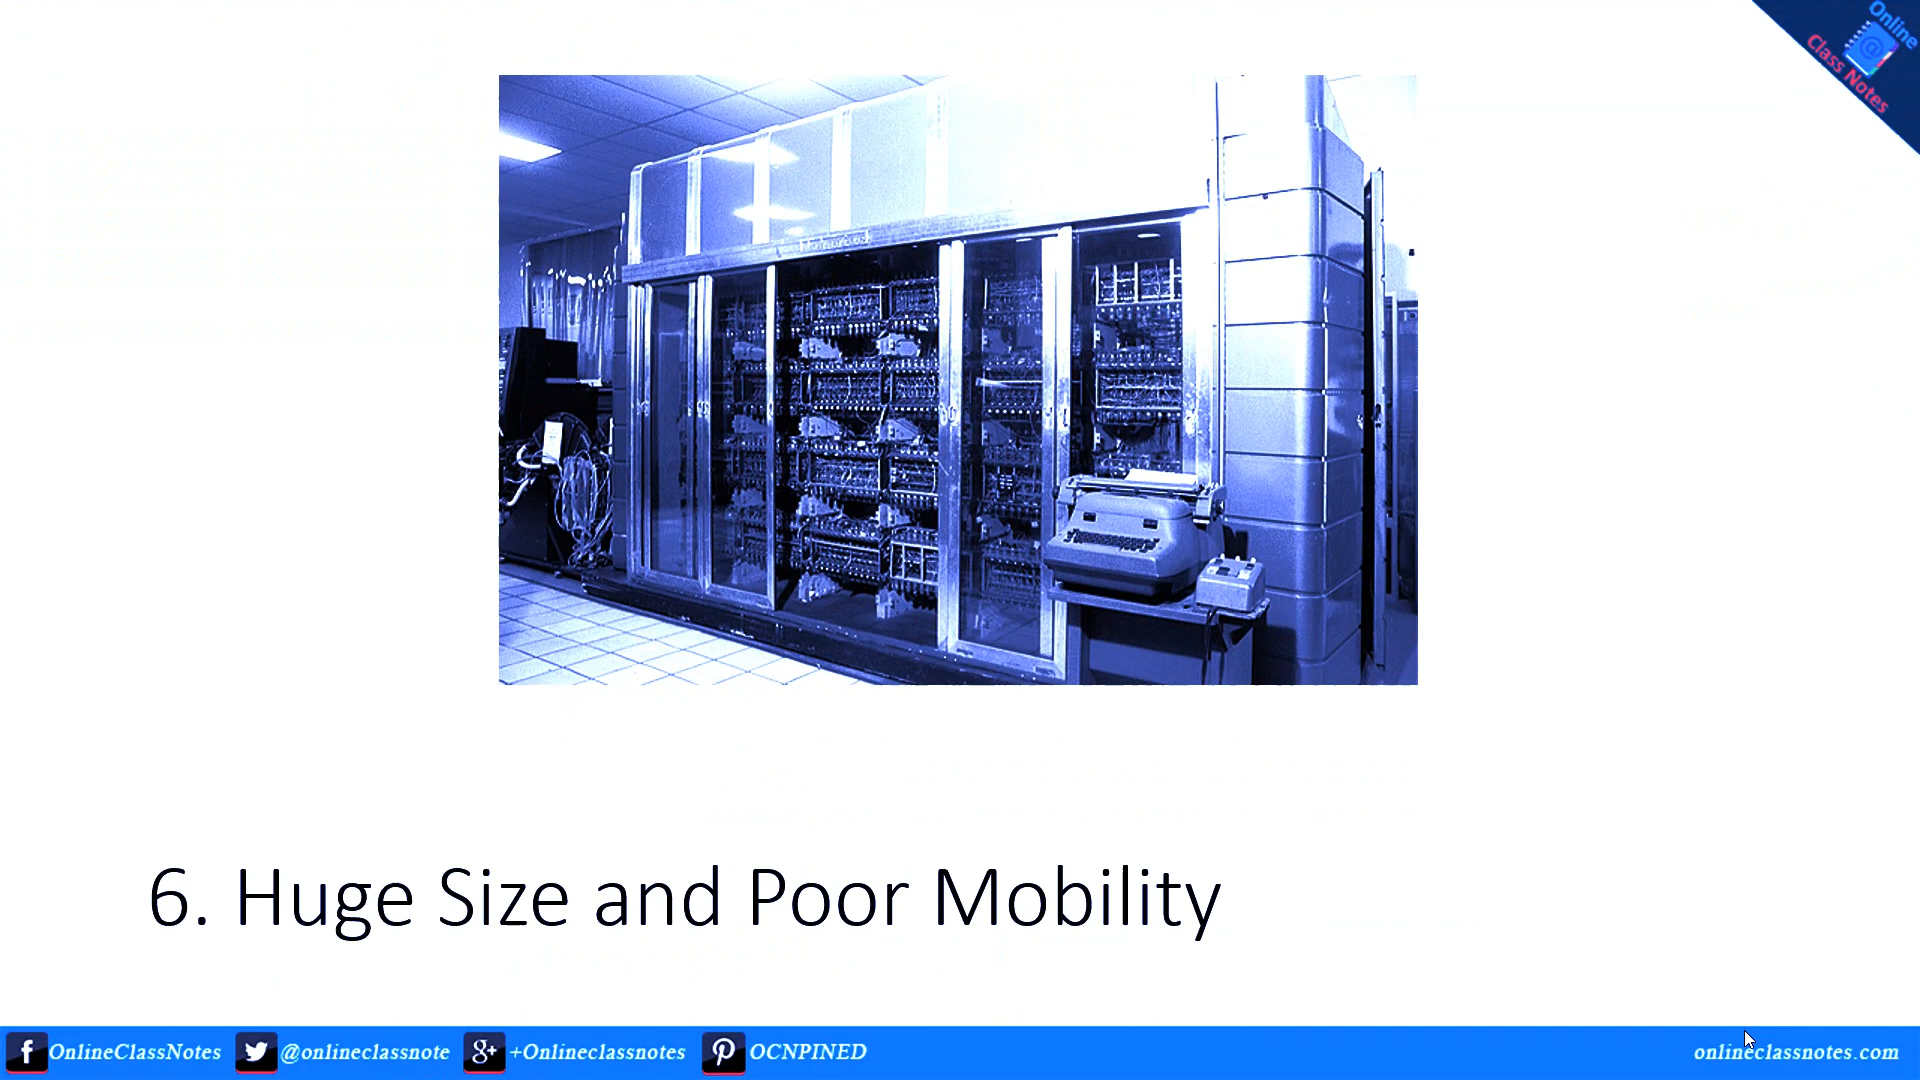 Online
Class Notes
6. Huge Size and Poor Mobility
OnlineClassNotes
@onlineclassnote
+Onlineclassnotes
OCNPINED
onlineclassnotes.com